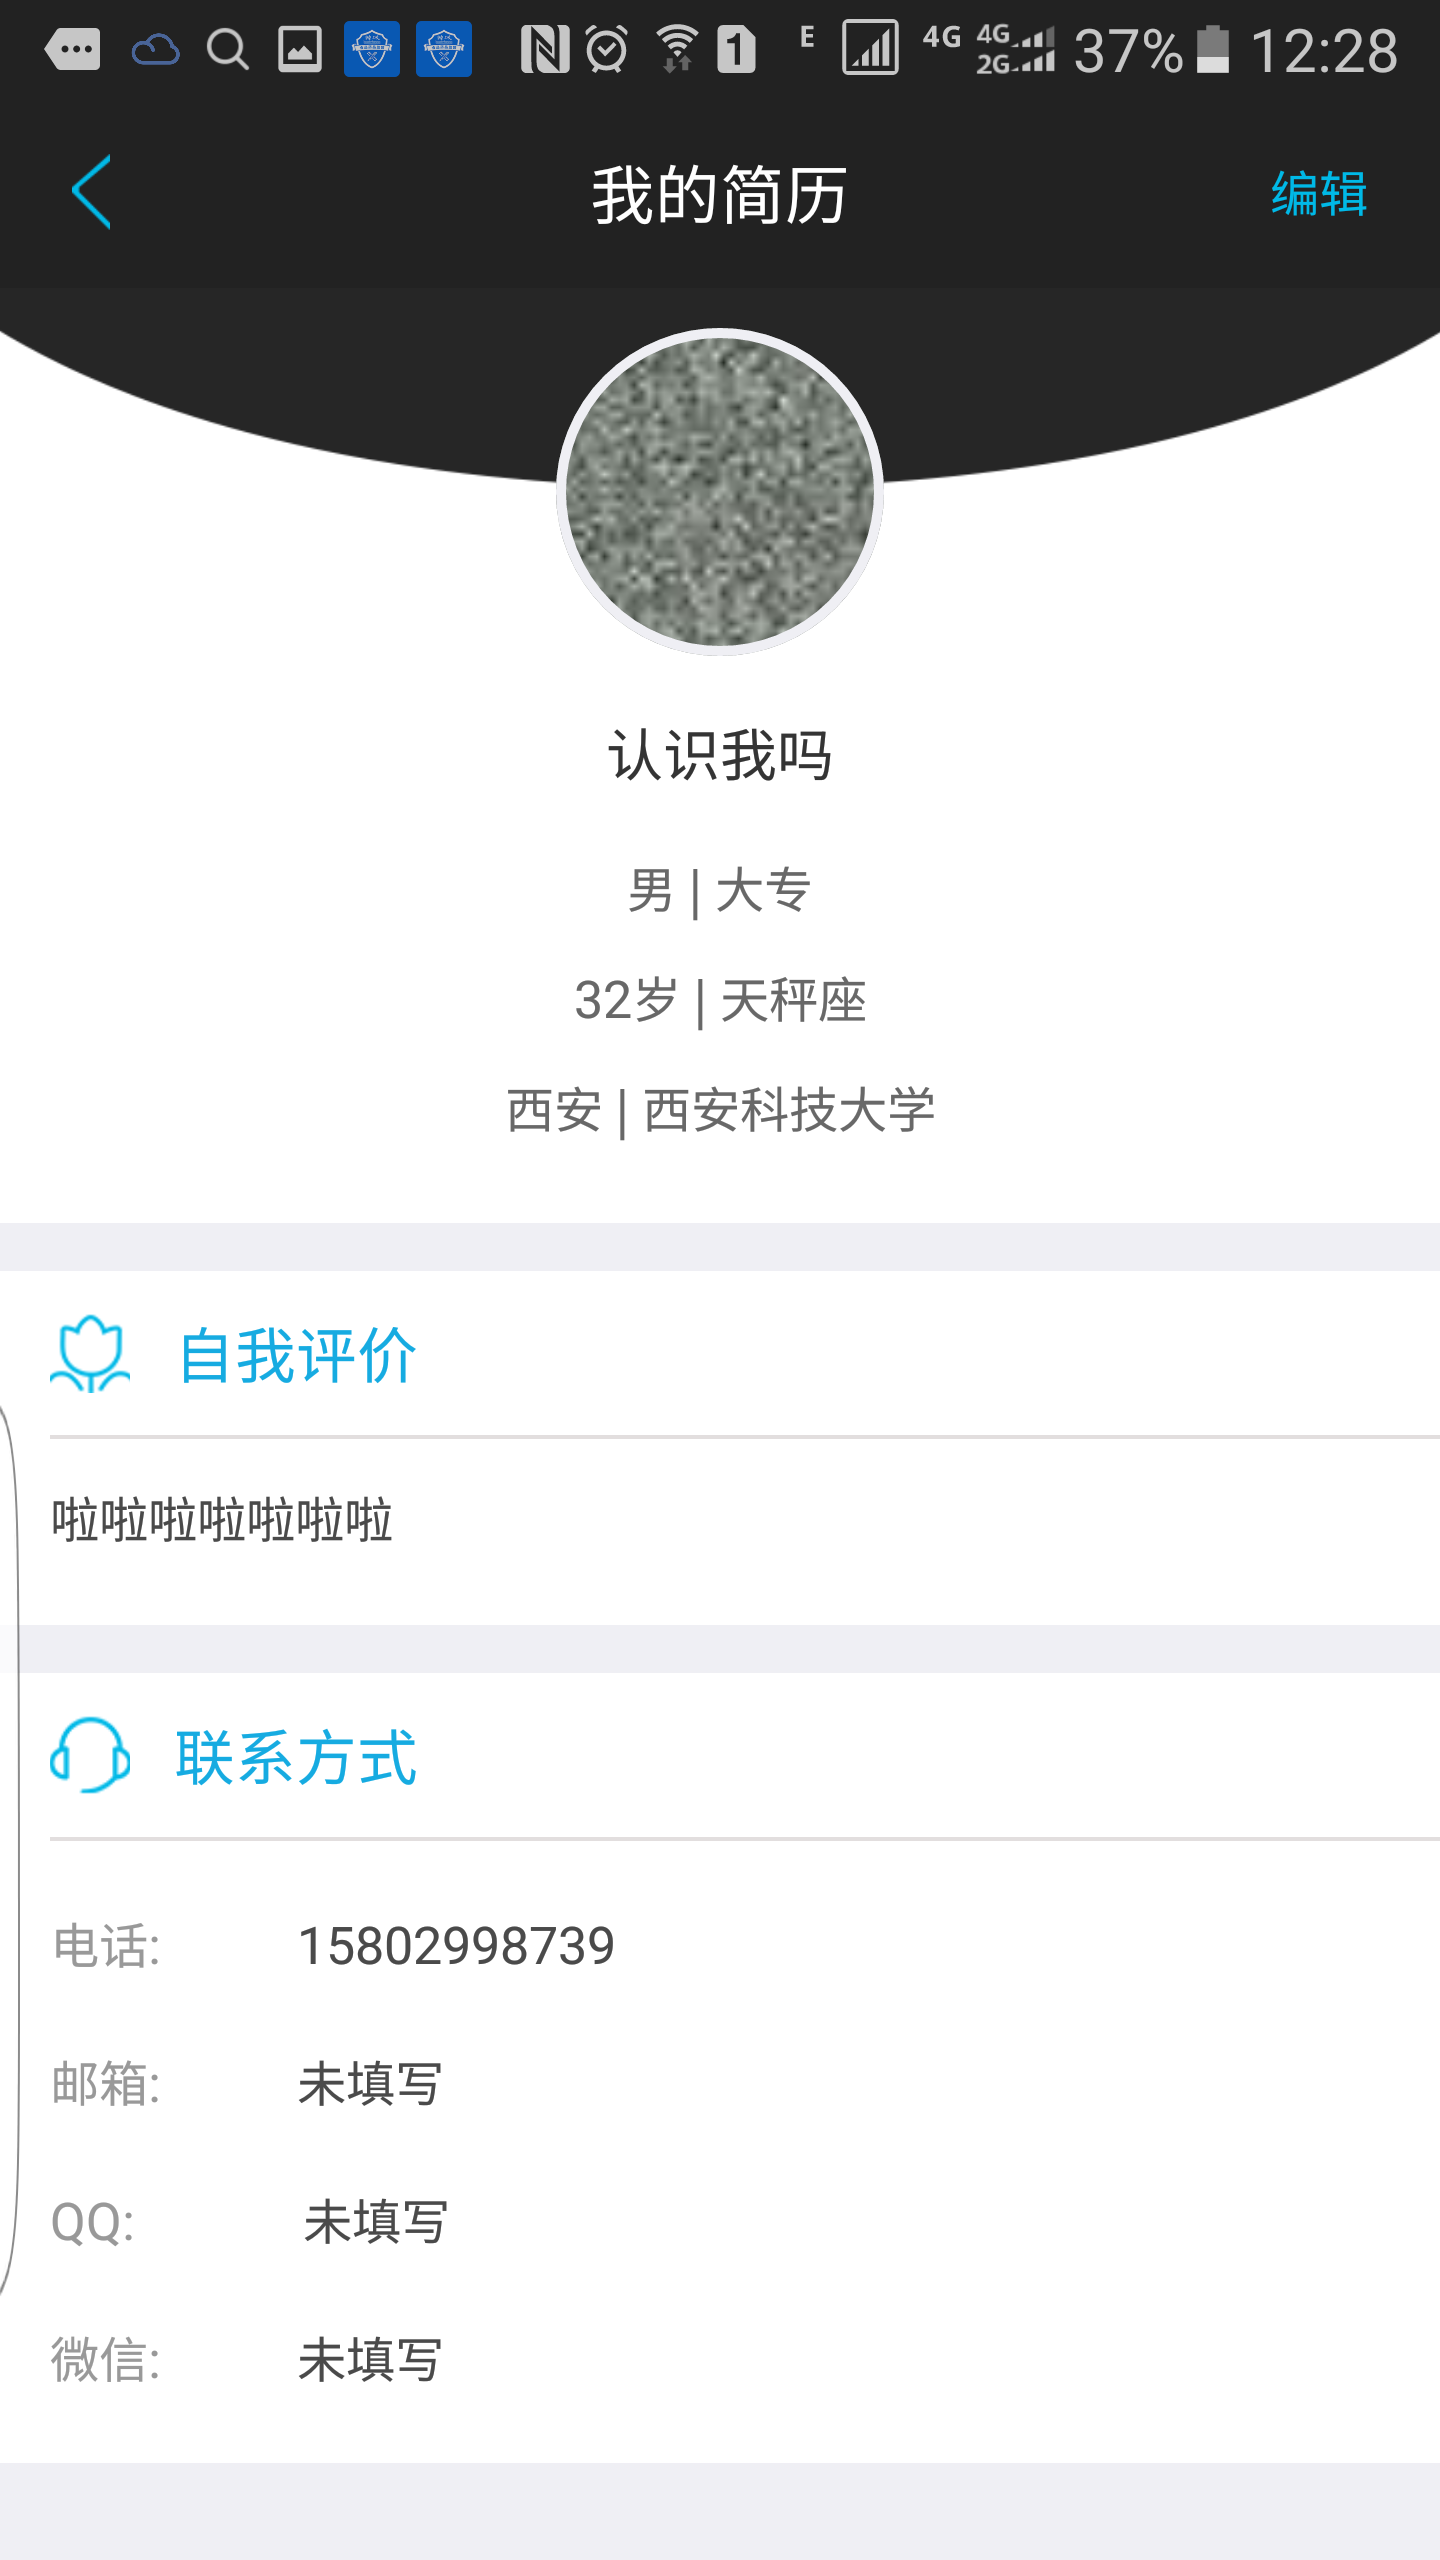 E 4G 4G 2G 37% 12:28
我的简历
编辑
认识我吗
男 | 大专
32岁 | 天秤座
西安 | 西安科技大学
自我评价
啦啦啦啦啦啦啦
联系方式
电话: 15802998739
邮箱: 未填写
QQ: 未填写
微信: 未填写